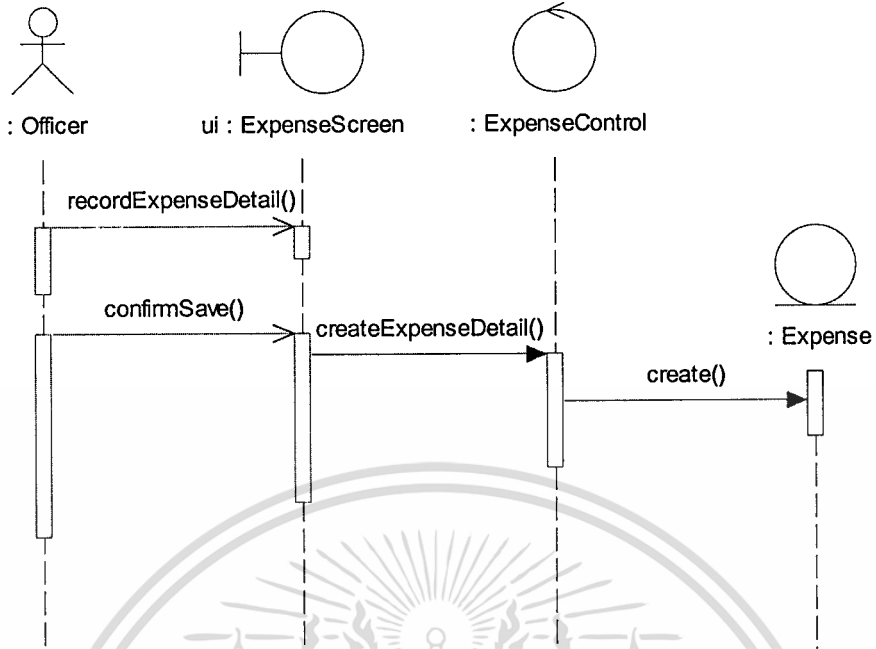 : Officer
ui : ExpenseScreen
: ExpenseControl
recordExpenseDetail()
confirmSave()
createExpenseDetail()
: Expense
create()